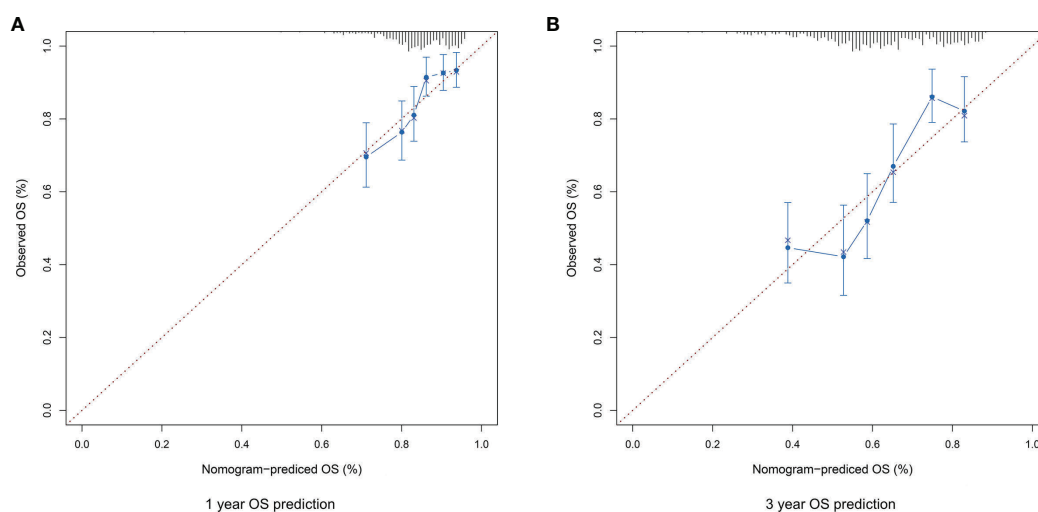 A
B
Observed OS (%)
1.0
0.8
0.6
0.4
0.2
0.0
0.0 0.2 0.4 0.6 0.8 1.0
Nomogram−prediced OS (%)
1 year OS prediction
Observed OS (%)
1.0
0.8
0.6
0.4
0.2
0.0
0.0 0.2 0.4 0.6 0.8 1.0
Nomogram−prediced OS (%)
3 year OS prediction